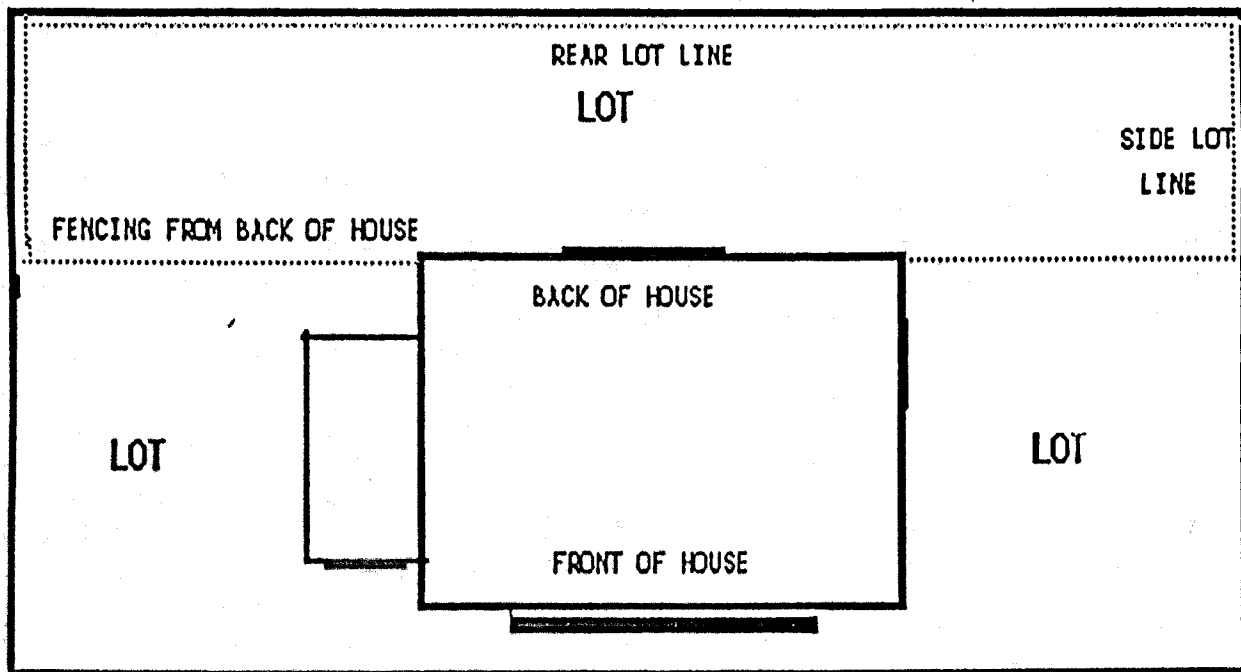 REAR LOT LINE
LOT
SIDE LOT
LINE
FENCING FROM BACK OF HOUSE
BACK OF HOUSE
LOT
LOT
FRONT OF HOUSE